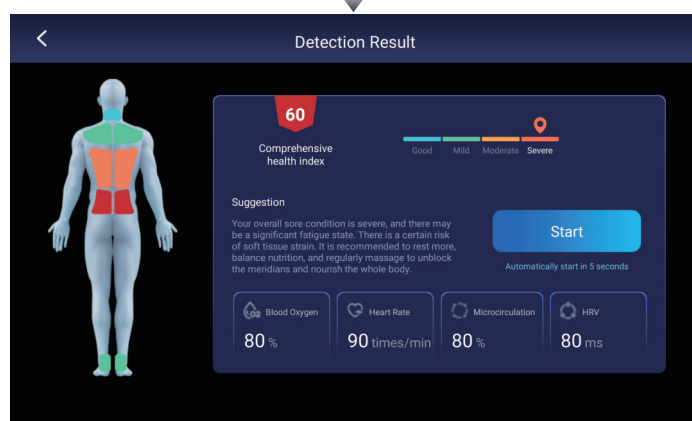 Detection Result
60
Comprehensive
health index
Good Mild Moderate Severe
Suggestion
Your overall sore condition is severe, and there may
be a significant fatigue state. There is a certain risk
of soft tissue strain. It is recommended to rest more,
balance nutrition, and regularly massage to unblock
the meridians and nourish the whole body.
Start
Automatically start in 5 seconds
O2 Blood Oxygen
80 %
Heart Rate
90 times/min
Microcirculation
80 %
HRV
80 ms